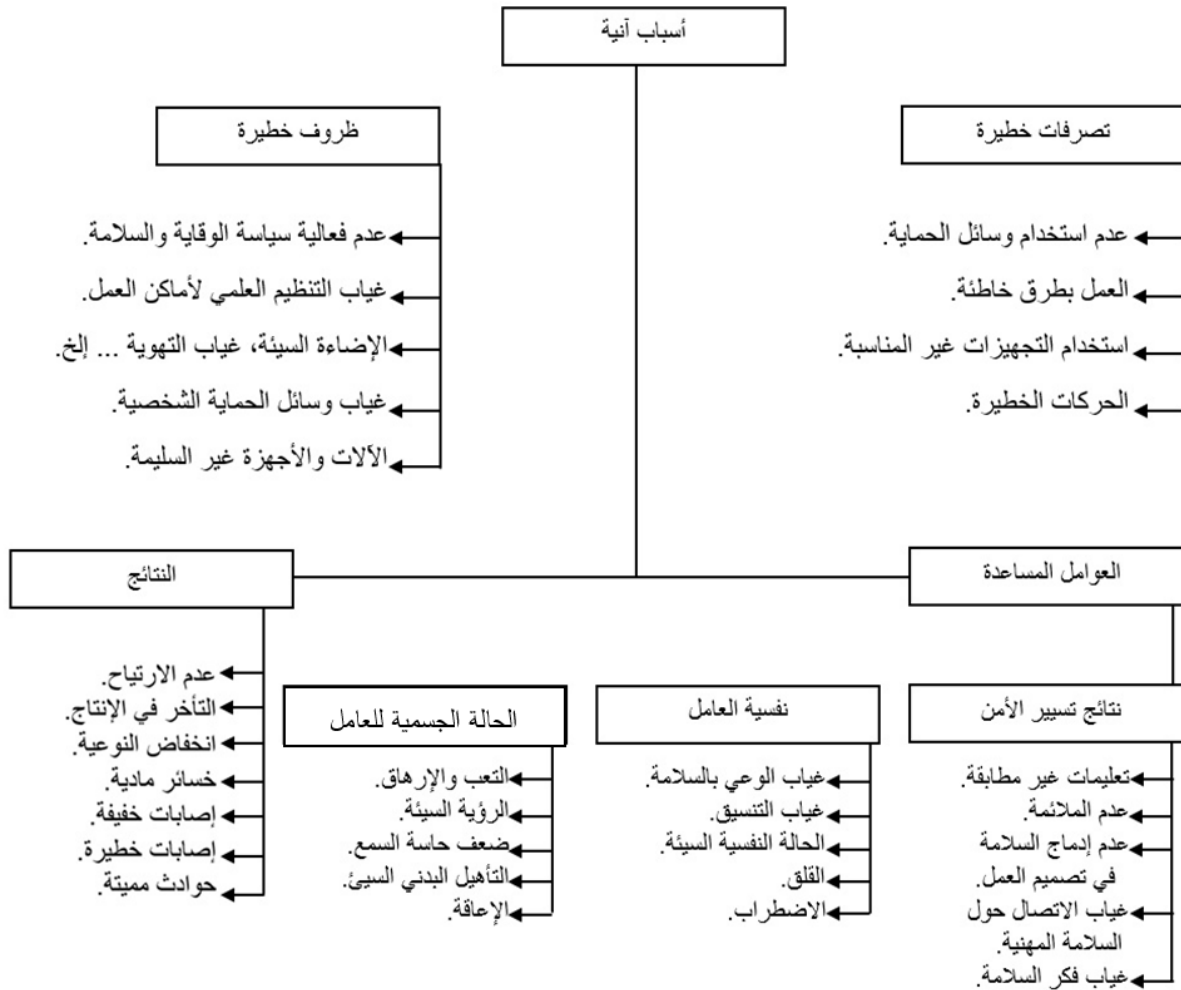 أسباب آنية
تصرفات خطيرة
عدم استخدام وسائل الحماية.
العمل بطرق خاطئة.
استخدام التجهيزات غير المناسبة.
الحركات الخطيرة.
ظروف خطيرة
عدم فعالية سياسة الوقاية والسلامة.
غياب التنظيم العلمي لأماكن العمل.
الإضاءة السيئة، غياب التهوية ... إلخ.
غياب وسائل الحماية الشخصية.
الآلات والأجهزة غير السليمة.
العوامل المساعدة
نتائج تسيير الأمن
تعليمات غير مطابقة.
عدم الملائمة.
عدم إدماج السلامة
في تصميم العمل.
غياب الاتصال حول
السلامة المهنية.
غياب فكر السلامة.
نفسية العامل
غياب الوعي بالسلامة.
غياب التنسيق.
الحالة النفسية السيئة.
القلق.
الاضطراب.
الحالة الجسمية للعامل
التعب والإرهاق.
الرؤية السيئة.
ضعف حاسة السمع.
التأهيل البدني السيئ.
الإعاقة.
النتائج
عدم الارتياح.
التأخر في الإنتاج.
انخفاض النوعية.
خسائر مادية.
إصابات خفيفة.
إصابات خطيرة.
حوادث مميتة.